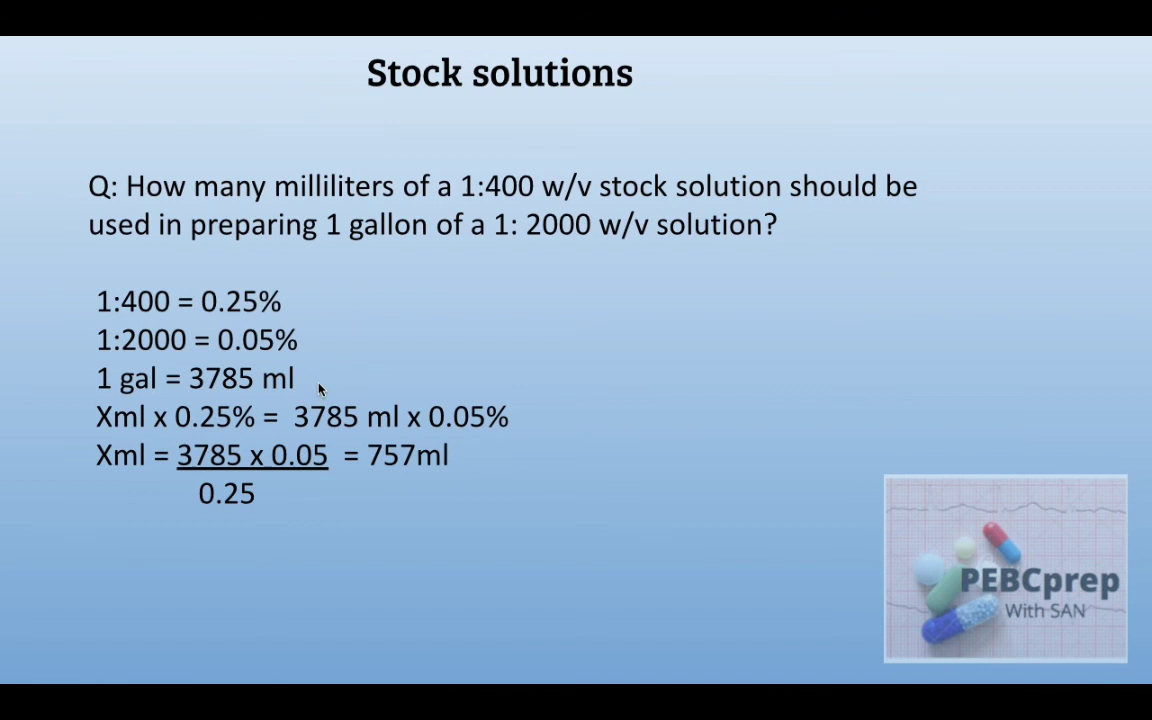 Stock solutions
Q: How many milliliters of a 1:400 w/v stock solution should be
used in preparing 1 gallon of a 1: 2000 w/v solution?
1:400 = 0.25%
1:2000 = 0.05%
1 gal = 3785 ml
Xml x 0.25% = 3785 ml x 0.05%
Xml = 3785 x 0.05 = 757ml
0.25
PEBCprep
With SAN